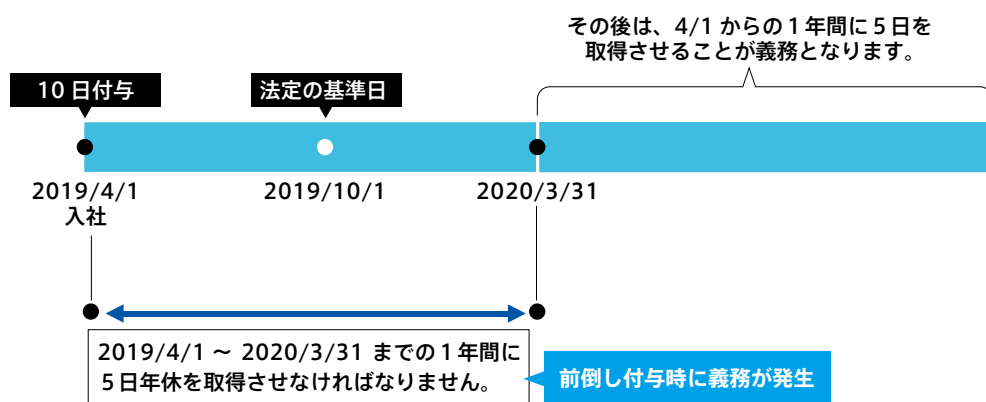 その後は、4/1 からの1年間に5日を
取得させることが義務となります。
10 日付与
法定の基準日
2019/4/1
入社
2019/10/1
2020/3/31
2019/4/1 ～ 2020/3/31 までの1年間に
5日年休を取得させなければなりません。
前倒し付与時に義務が発生